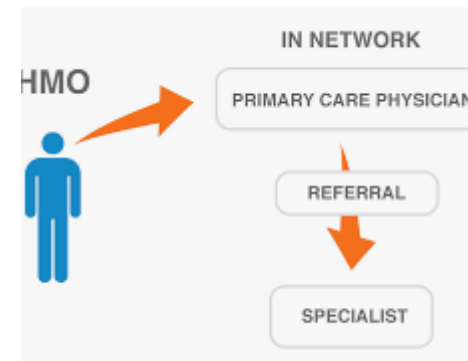 IN NETWORK
HMO
PRIMARY CARE PHYSICIAN
REFERRAL
SPECIALIST